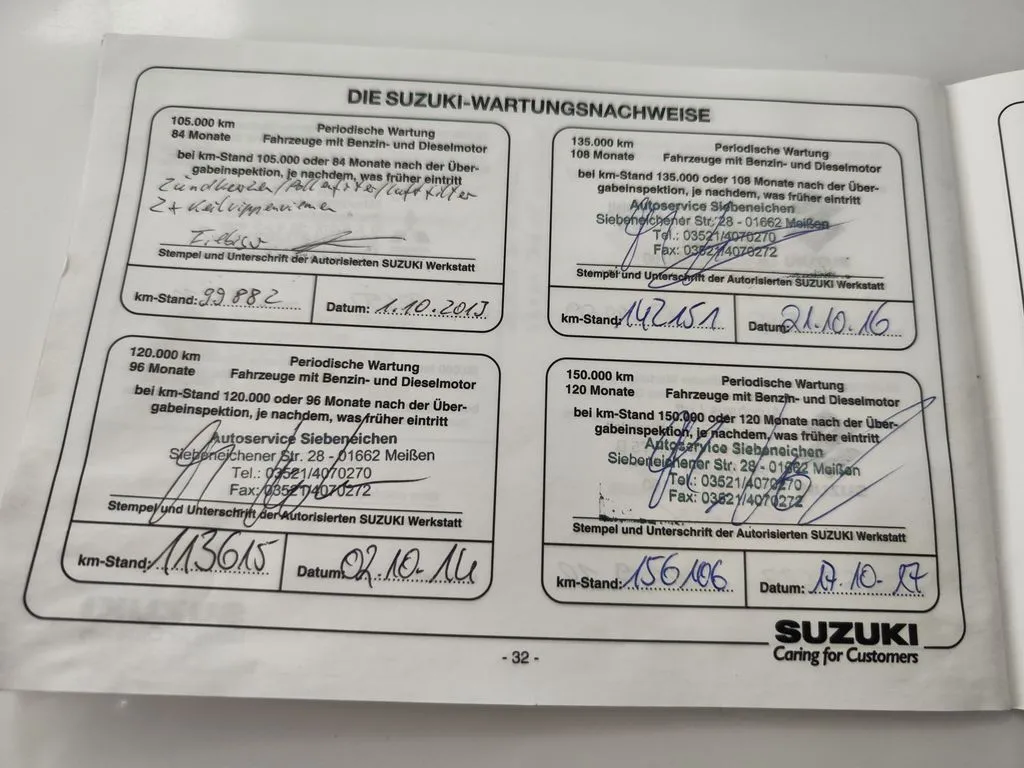 DIE SUZUKI-WARTUNGSNACHWEISE
105.000 km
84 Monate
Periodische Wartung
Fahrzeuge mit Benzin- und Dieselmotor
bei km-Stand 105.000 oder 84 Monate nach der Über-
gabeinspektion, je nachdem, was früher eintritt
Zündkerzen/Pollenfilter/Luftfilter
2x Keilrippenriemen
Stempel und Unterschrift der Autorisierten SUZUKI Werkstatt
km-Stand: 99882
Datum: 1.10.2013
120.000 km
96 Monate
Periodische Wartung
Fahrzeuge mit Benzin- und Dieselmotor
bei km-Stand 120.000 oder 96 Monate nach der Über-
gabeinspektion, je nachdem, was früher eintritt
Autoservice Siebeneichen
Siebeneichener Str. 28 - 01662 Meißen
Tel.: 03521/4070270
Fax: 03521/4070272
Stempel und Unterschrift der Autorisierten SUZUKI Werkstatt
km-Stand: 113615
Datum: 02.10.14
135.000 km
108 Monate
Periodische Wartung
Fahrzeuge mit Benzin- und Dieselmotor
bei km-Stand 135.000 oder 108 Monate nach der Über-
gabeinspektion, je nachdem, was früher eintritt
Autoservice Siebeneichen
Siebeneichener Str. 28 - 01662 Meißen
Tel.: 03521/4070270
Fax: 03521/4070272
Stempel und Unterschrift der Autorisierten SUZUKI Werkstatt
km-Stand: 142151
Datum: 21.10.16
150.000 km
120 Monate
Periodische Wartung
Fahrzeuge mit Benzin- und Dieselmotor
bei km-Stand 150.000 oder 120 Monate nach der Über-
gabeinspektion, je nachdem, was früher eintritt
Autoservice Siebeneichen
Siebeneichener Str. 28 - 01662 Meißen
Tel.: 03521/4070270
Fax: 03521/4070272
Stempel und Unterschrift der Autorisierten SUZUKI Werkstatt
km-Stand: 156106
Datum: 17.10.17
SUZUKI
Caring for Customers
- 32 -